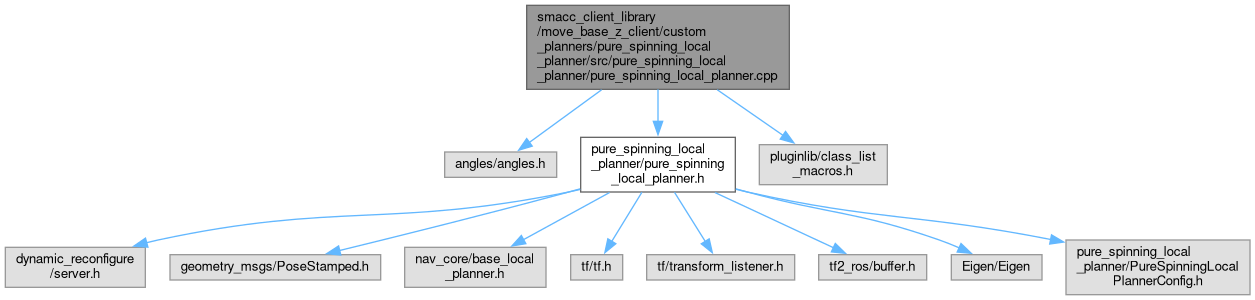 smacc_client_library
/move_base_z_client/custom
_planners/pure_spinning_local
_planner/src/pure_spinning_local
_planner/pure_spinning_local_planner.cpp
angles/angles.h
pure_spinning_local
_planner/pure_spinning
_local_planner.h
pluginlib/class_list
_macros.h
dynamic_reconfigure
/server.h
geometry_msgs/PoseStamped.h
nav_core/base_local
_planner.h
tf/tf.h
tf/transform_listener.h
tf2_ros/buffer.h
Eigen/Eigen
pure_spinning_local
_planner/PureSpinningLocal
PlannerConfig.h